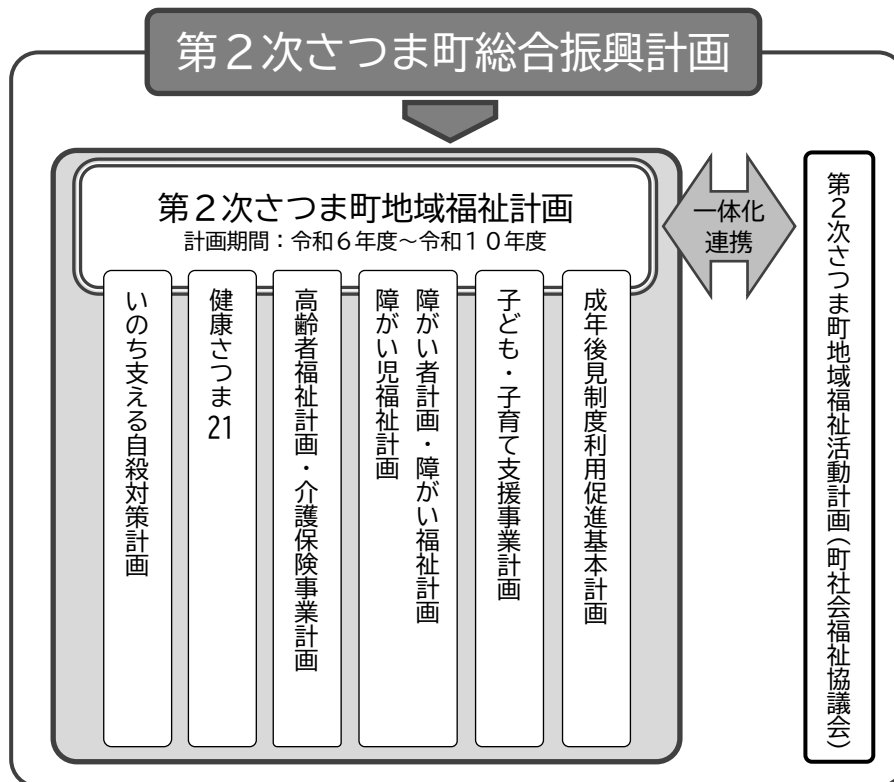 第２次さつま町総合振興計画
第２次さつま町地域福祉計画
計画期間：令和６年度～令和１０年度
一体化
連携
いのち支える自殺対策計画
健康さつま21
高齢者福祉計画・介護保険事業計画
障がい者計画・障がい福祉計画
障がい児福祉計画
子ども・子育て支援事業計画
成年後見制度利用促進基本計画
第２次さつま町地域福祉活動計画（町社会福祉協議会）